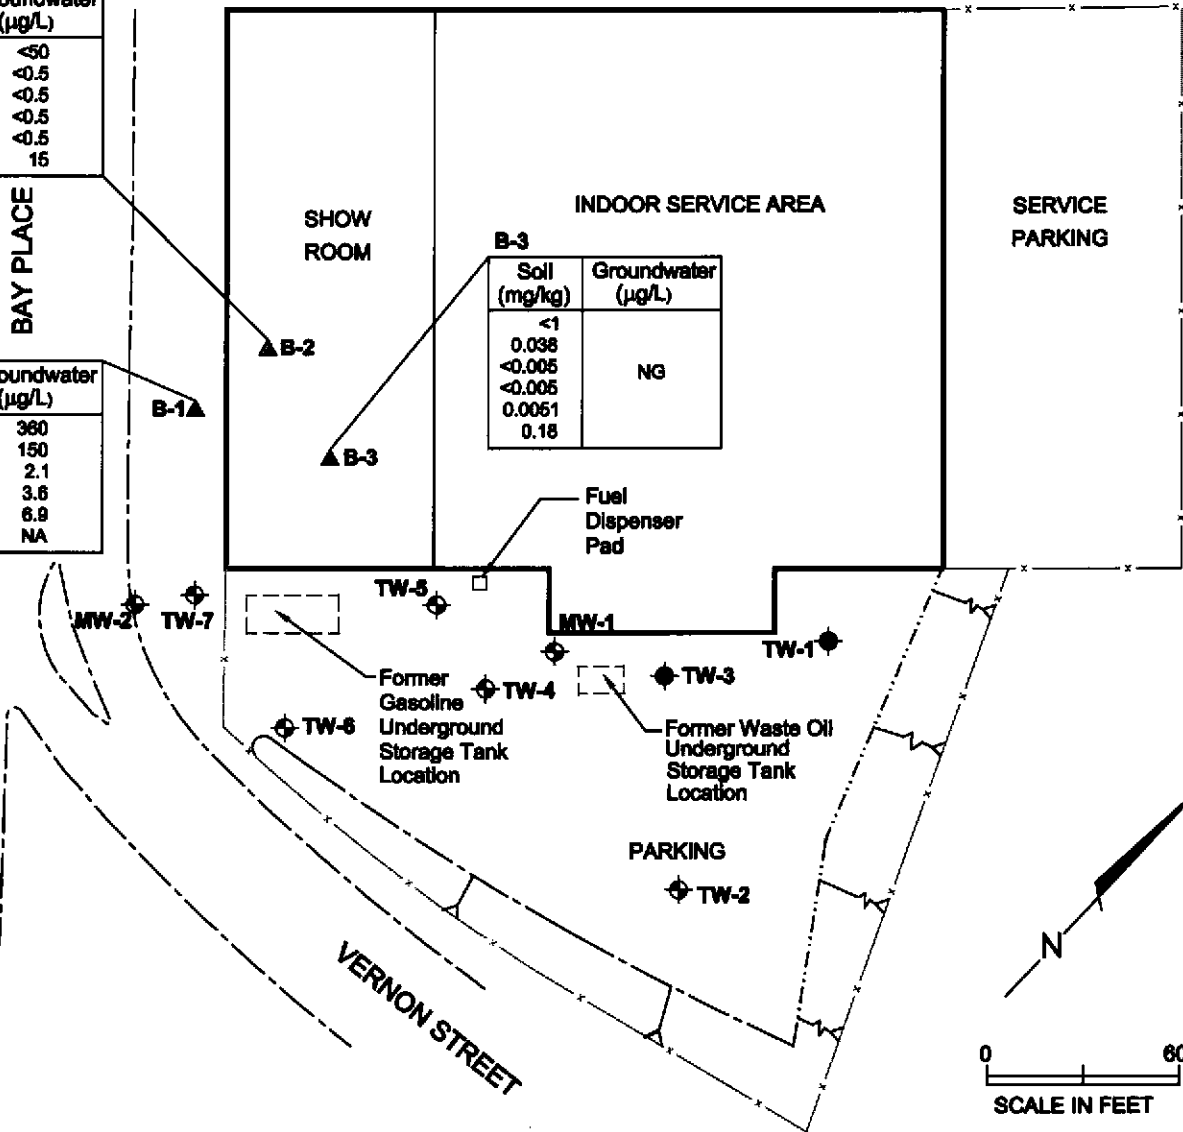 (µg/L)
<50
<0.5
<0.5
<0.5
<0.5
15
BAY PLACE
SHOW
ROOM
INDOOR SERVICE AREA
SERVICE
PARKING
B-3
Soil
(mg/kg)
Groundwater
(µg/L)
<1
0.038
<0.005
<0.005
0.0051
0.18
NG
B-2
B-1
B-3
oundwater
(µg/L)
360
150
2.1
3.6
6.9
NA
Fuel
Dispenser
Pad
MW-2
TW-7
TW-5
MW-1
TW-1
TW-3
TW-4
TW-6
Former
Gasoline
Underground
Storage Tank
Location
Former Waste Oil
Underground
Storage Tank
Location
PARKING
TW-2
VERNON STREET
N
0
60
SCALE IN FEET